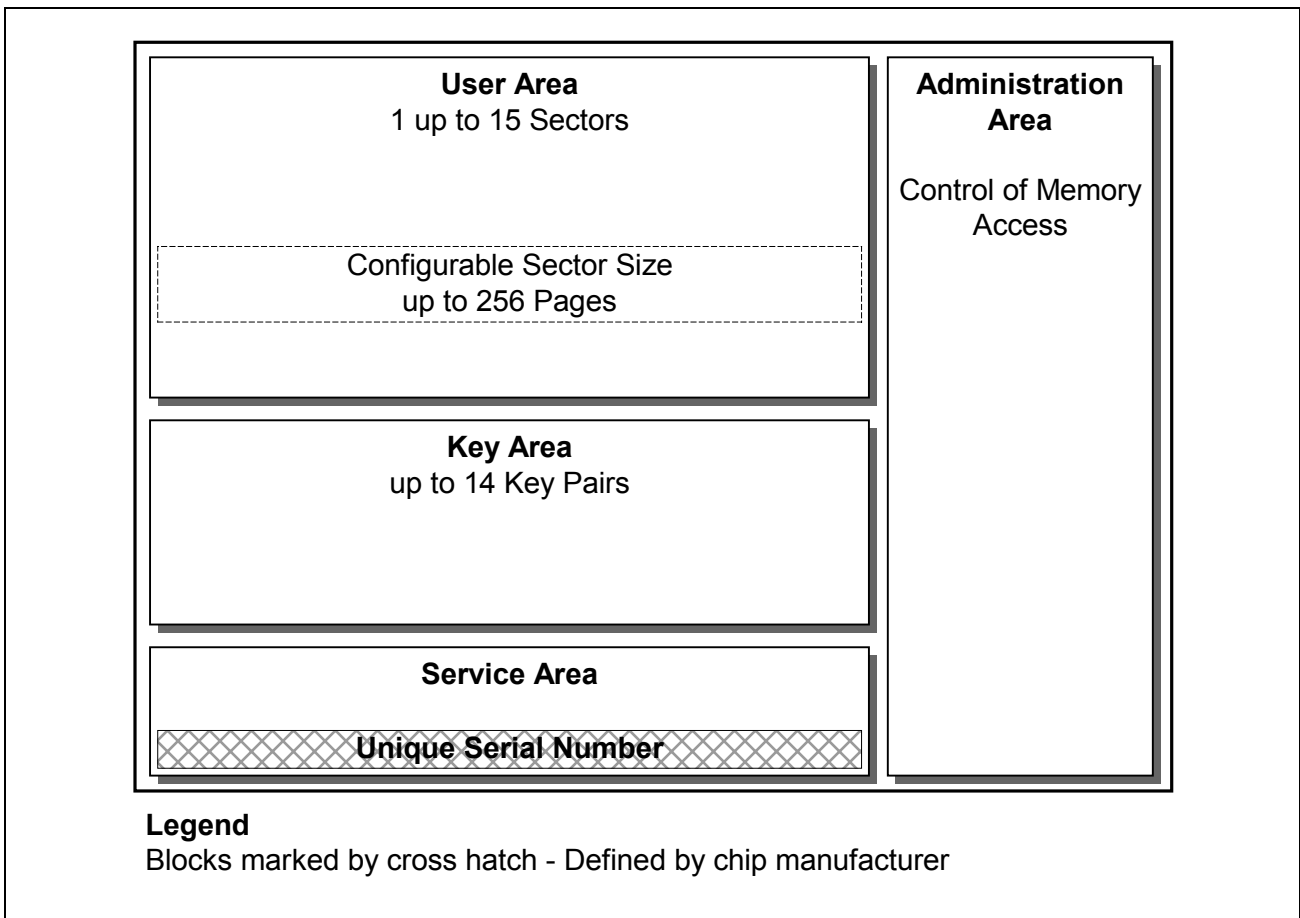 User Area
1 up to 15 Sectors
Configurable Sector Size
up to 256 Pages
Key Area
up to 14 Key Pairs
Service Area
Unique Serial Number
Administration
Area
Control of Memory
Access
Legend
Blocks marked by cross hatch - Defined by chip manufacturer